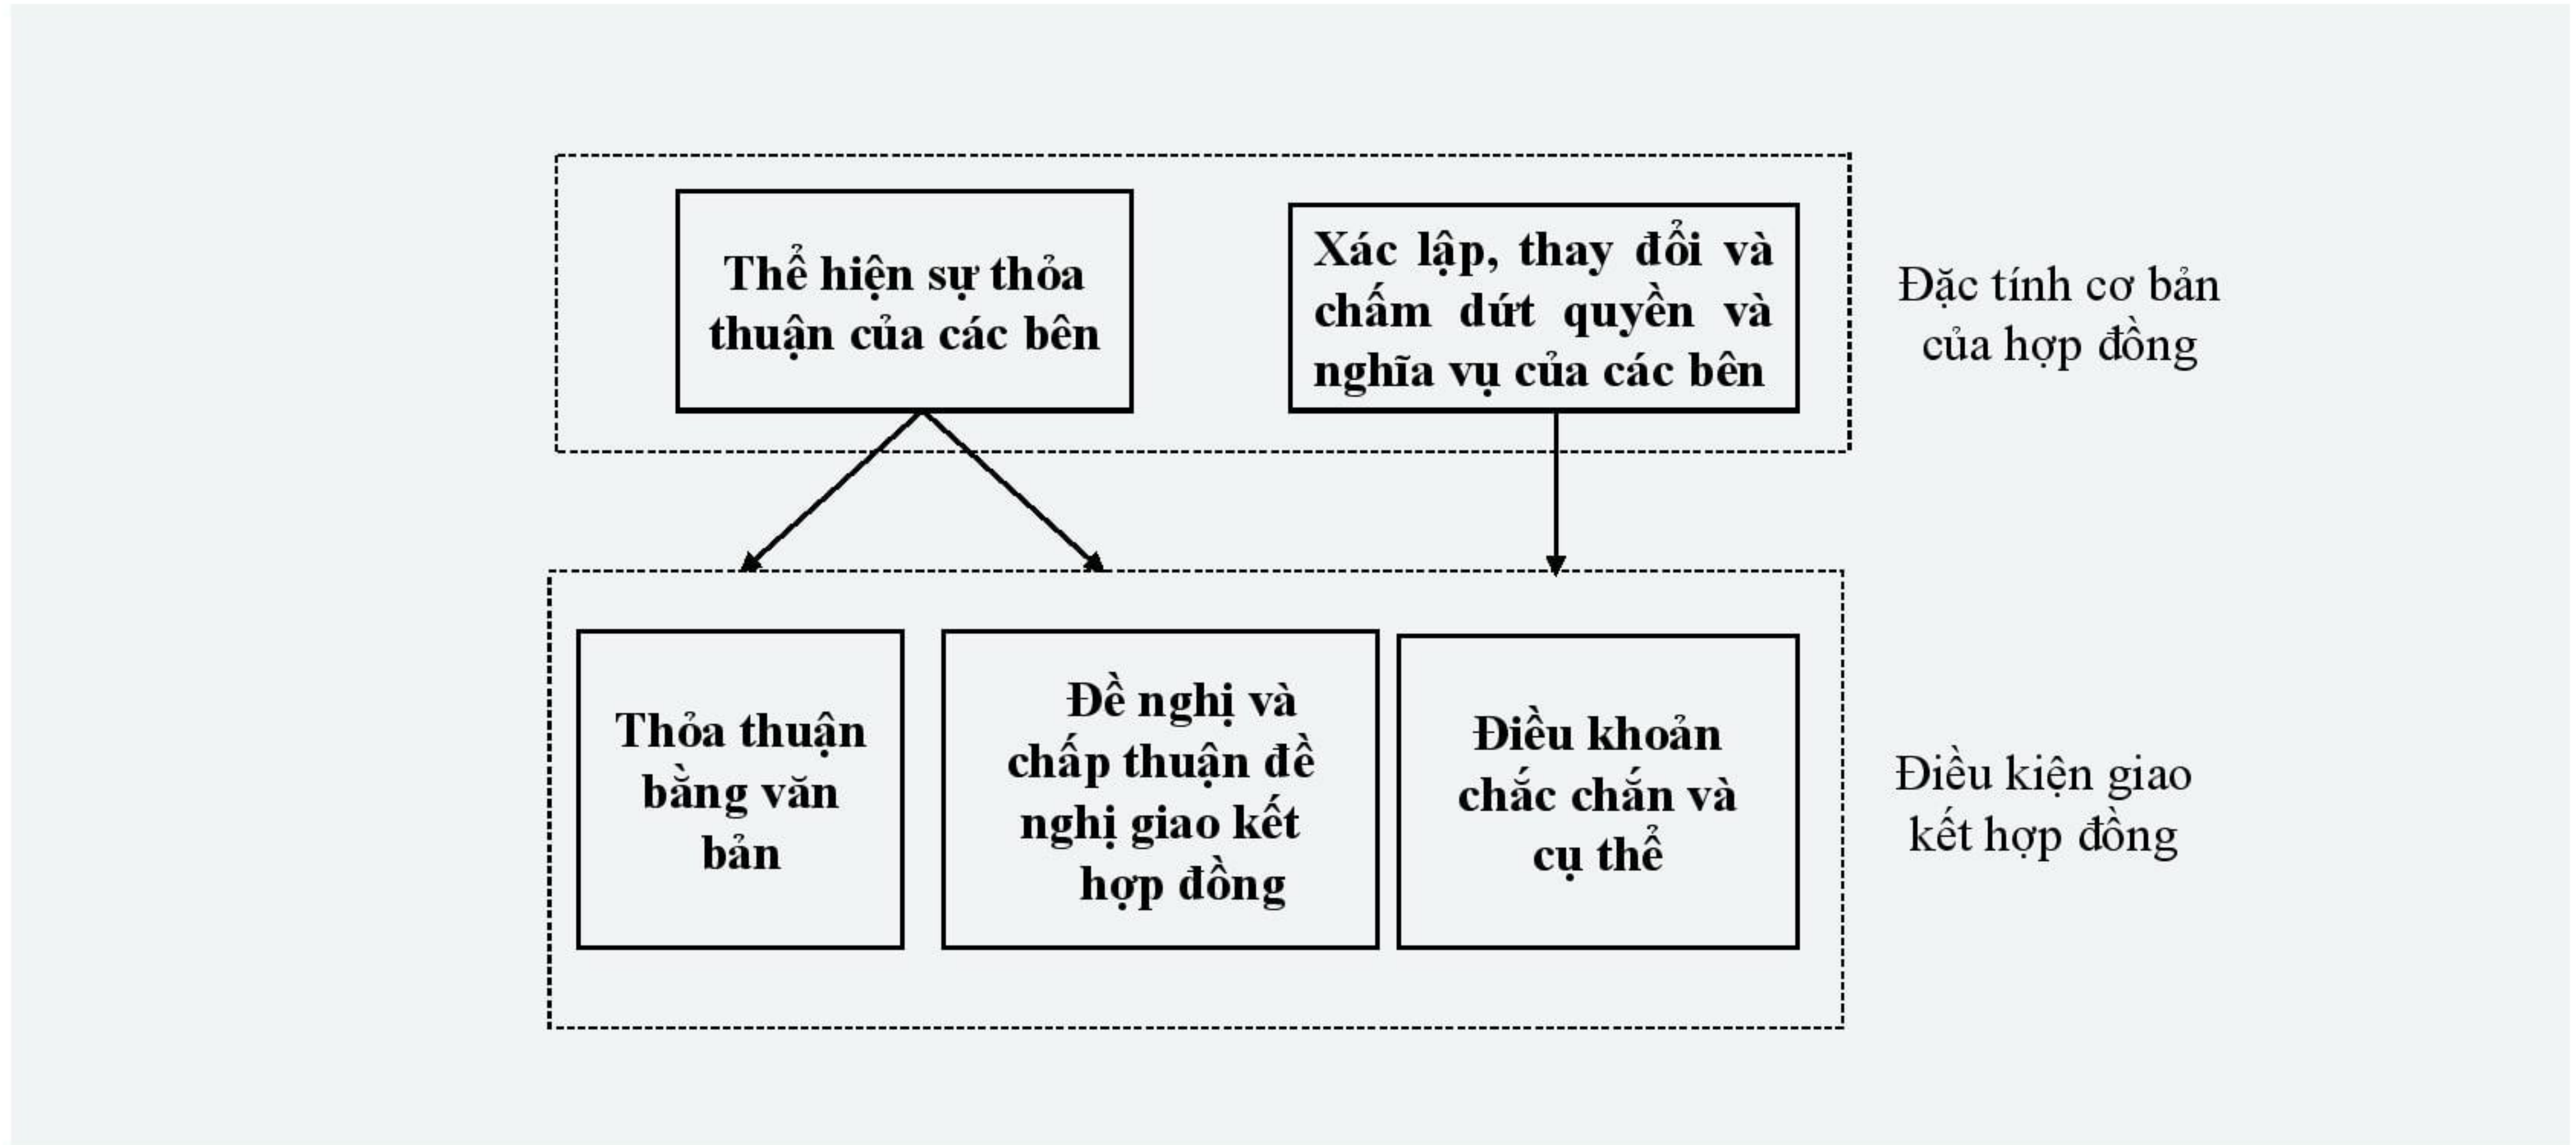 Thể hiện sự thỏa
thuận của các bên
Xác lập, thay đổi và
chấm dứt quyền và
nghĩa vụ của các bên
Đặc tính cơ bản
của hợp đồng
Thỏa thuận
bằng văn
bản
Đề nghị và
chấp thuận đề
nghị giao kết
hợp đồng
Điều khoản
chắc chắn và
cụ thể
Điều kiện giao
kết hợp đồng